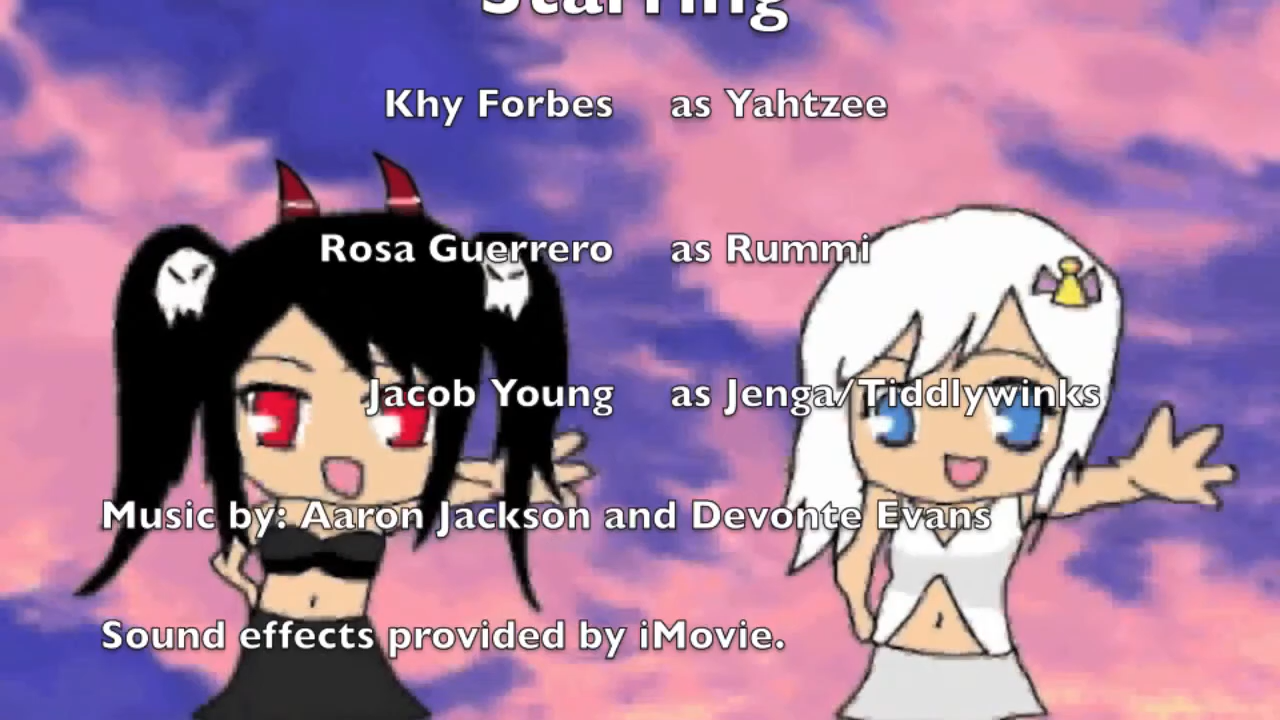 Starring
Khy Forbes as Yahtzee
Rosa Guerrero as Rummi
Jacob Young as Jenga/Tiddlywinks
Music by: Aaron Jackson and Devonte Evans
Sound effects provided by iMovie.